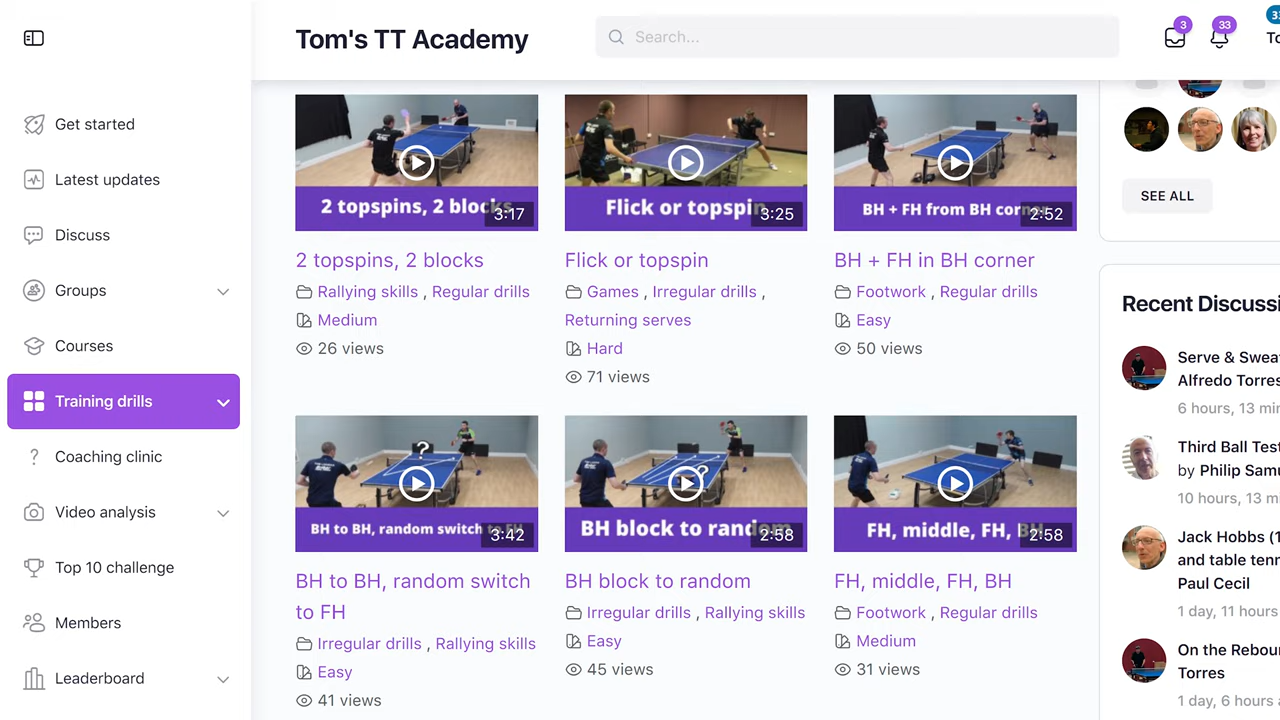 Tom's TT Academy
Search...
3
33
Get started
Latest updates
Discuss
Groups
Courses
Training drills
Coaching clinic
Video analysis
Top 10 challenge
Members
Leaderboard
2 topspins, 2 blocks
3:17
2 topspins, 2 blocks
Rallying skills , Regular drills
Medium
26 views
Flick or topspin
3:25
Flick or topspin
Games , Irregular drills ,
Returning serves
Hard
71 views
BH + FH from BH corner
2:52
BH + FH in BH corner
Footwork , Regular drills
Easy
50 views
?
BH to BH, random switch to FH
3:42
BH to BH, random switch
to FH
Irregular drills , Rallying skills
Easy
41 views
?
BH block to random
2:58
BH block to random
Irregular drills , Rallying skills
Easy
45 views
FH, middle, FH, BH
2:58
FH, middle, FH, BH
Footwork , Regular drills
Medium
31 views
SEE ALL
Recent Discussi
Serve & Swea
Alfredo Torres
6 hours, 13 min
Third Ball Test
by Philip Samu
10 hours, 13 m
Jack Hobbs (1
and table tenn
Paul Cecil
1 day, 11 hours
On the Rebou
Torres
1 day, 6 hours a